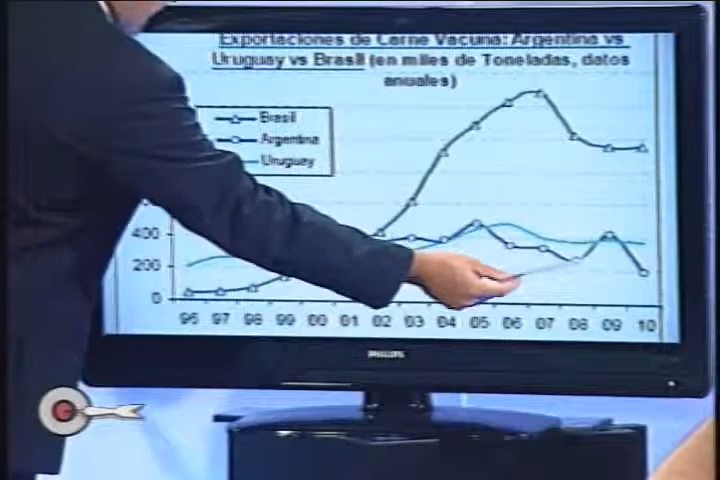 Exportaciones de Carne Vacuna: Argentina vs
Uruguay vs Brasil (en miles de Toneladas, datos
anuales)
Brasil
Argentina
Uruguay
400
200
0
96 97 98 99 00 01 02 03 04 05 06 07 08 09 10
PHILIPS